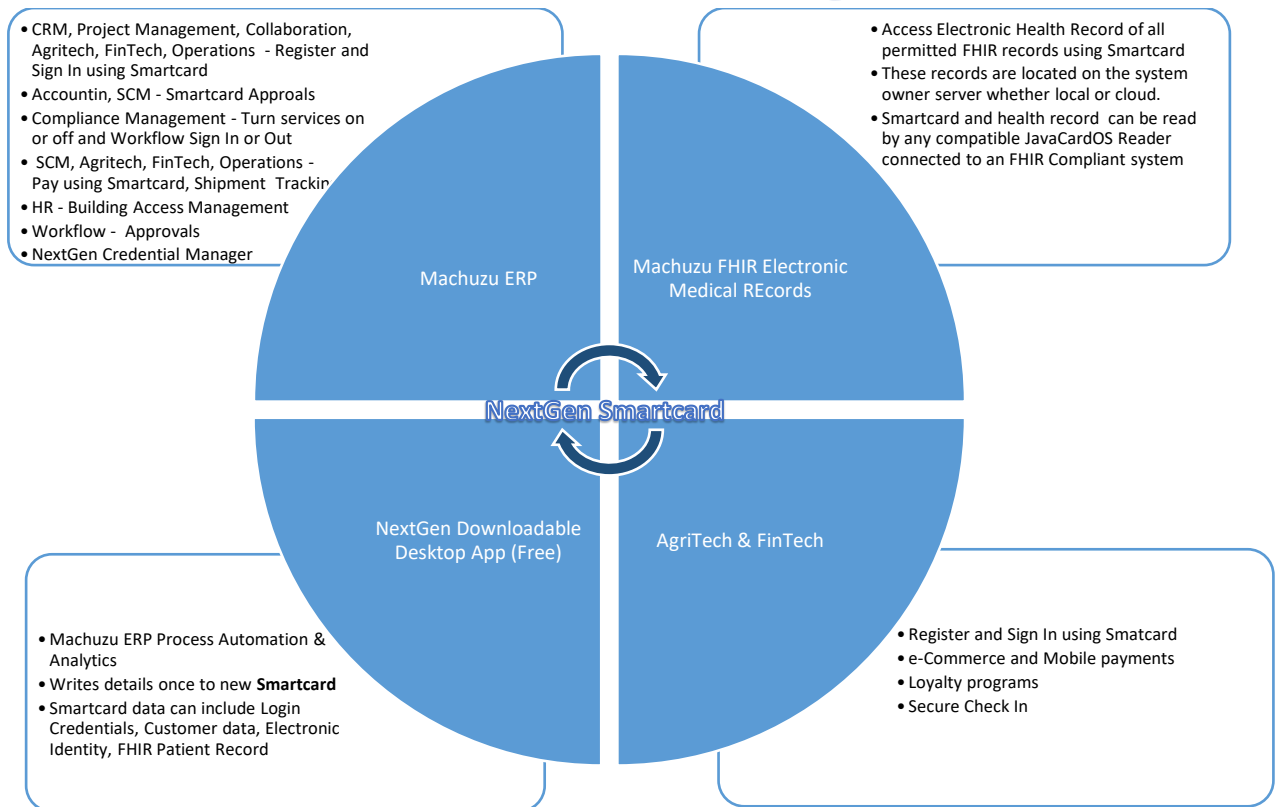 • CRM, Project Management, Collaboration,
Agritech, FinTech, Operations - Register and
Sign In using Smartcard
• Accountin, SCM - Smartcard Approals
• Compliance Management - Turn services on
or off and Workflow Sign In or Out
• SCM, Agritech, FinTech, Operations -
Pay using Smartcard, Shipment Trackin
• HR - Building Access Management
• Workflow - Approvals
• NextGen Credential Manager
• Access Electronic Health Record of all
permitted FHIR records using Smartcard
• These records are located on the system
owner server whether local or cloud.
• Smartcard and health record can be read
by any compatible JavaCardOS Reader
connected to an FHIR Compliant system
Machuzu ERP
Machuzu FHIR Electronic
Medical REcords
NextGen Smartcard
NextGen Downloadable
Desktop App (Free)
AgriTech & FinTech
• Machuzu ERP Process Automation &
Analytics
• Writes details once to new Smartcard
• Smartcard data can include Login
Credentials, Customer data, Electronic
Identity, FHIR Patient Record
• Register and Sign In using Smatcard
• e-Commerce and Mobile payments
• Loyalty programs
• Secure Check In